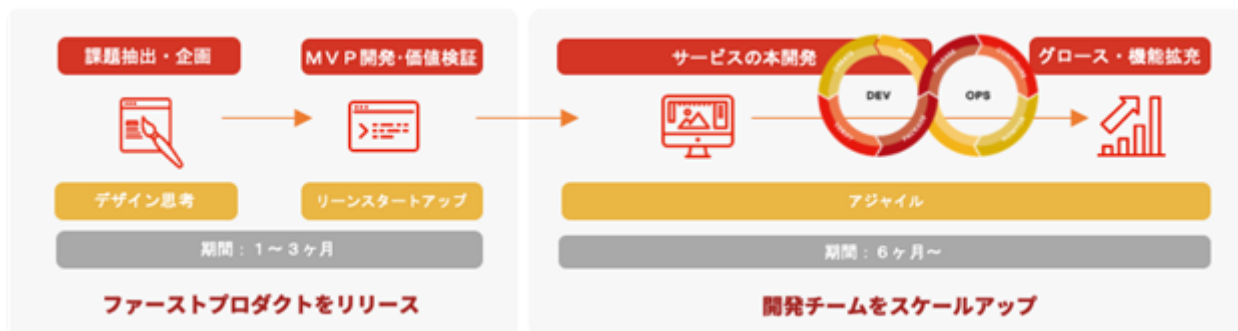 課題抽出・企画
MVP開発・価値検証
デザイン思考
リーンスタートアップ
期間：1～3ヶ月
ファーストプロダクトをリリース
サービスの本開発
グロース・機能拡充
DEV
OPS
アジャイル
期間：6ヶ月～
開発チームをスケールアップ